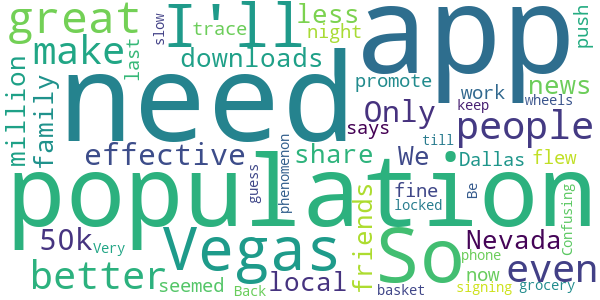 great
I'll
less
slow
trace
night
app
push
make
last
downloads
need
promote
news
million
family
work
keep
wheels
Only
says
people
effective
share
We
till
Dallas
flew
guess
phenomenon
population
friends
fine
locked
Be
Confusing
50k
Very
Vegas
So
Nevada
phone
even
better
seemed
Back
local
now
basket
signing
grocery